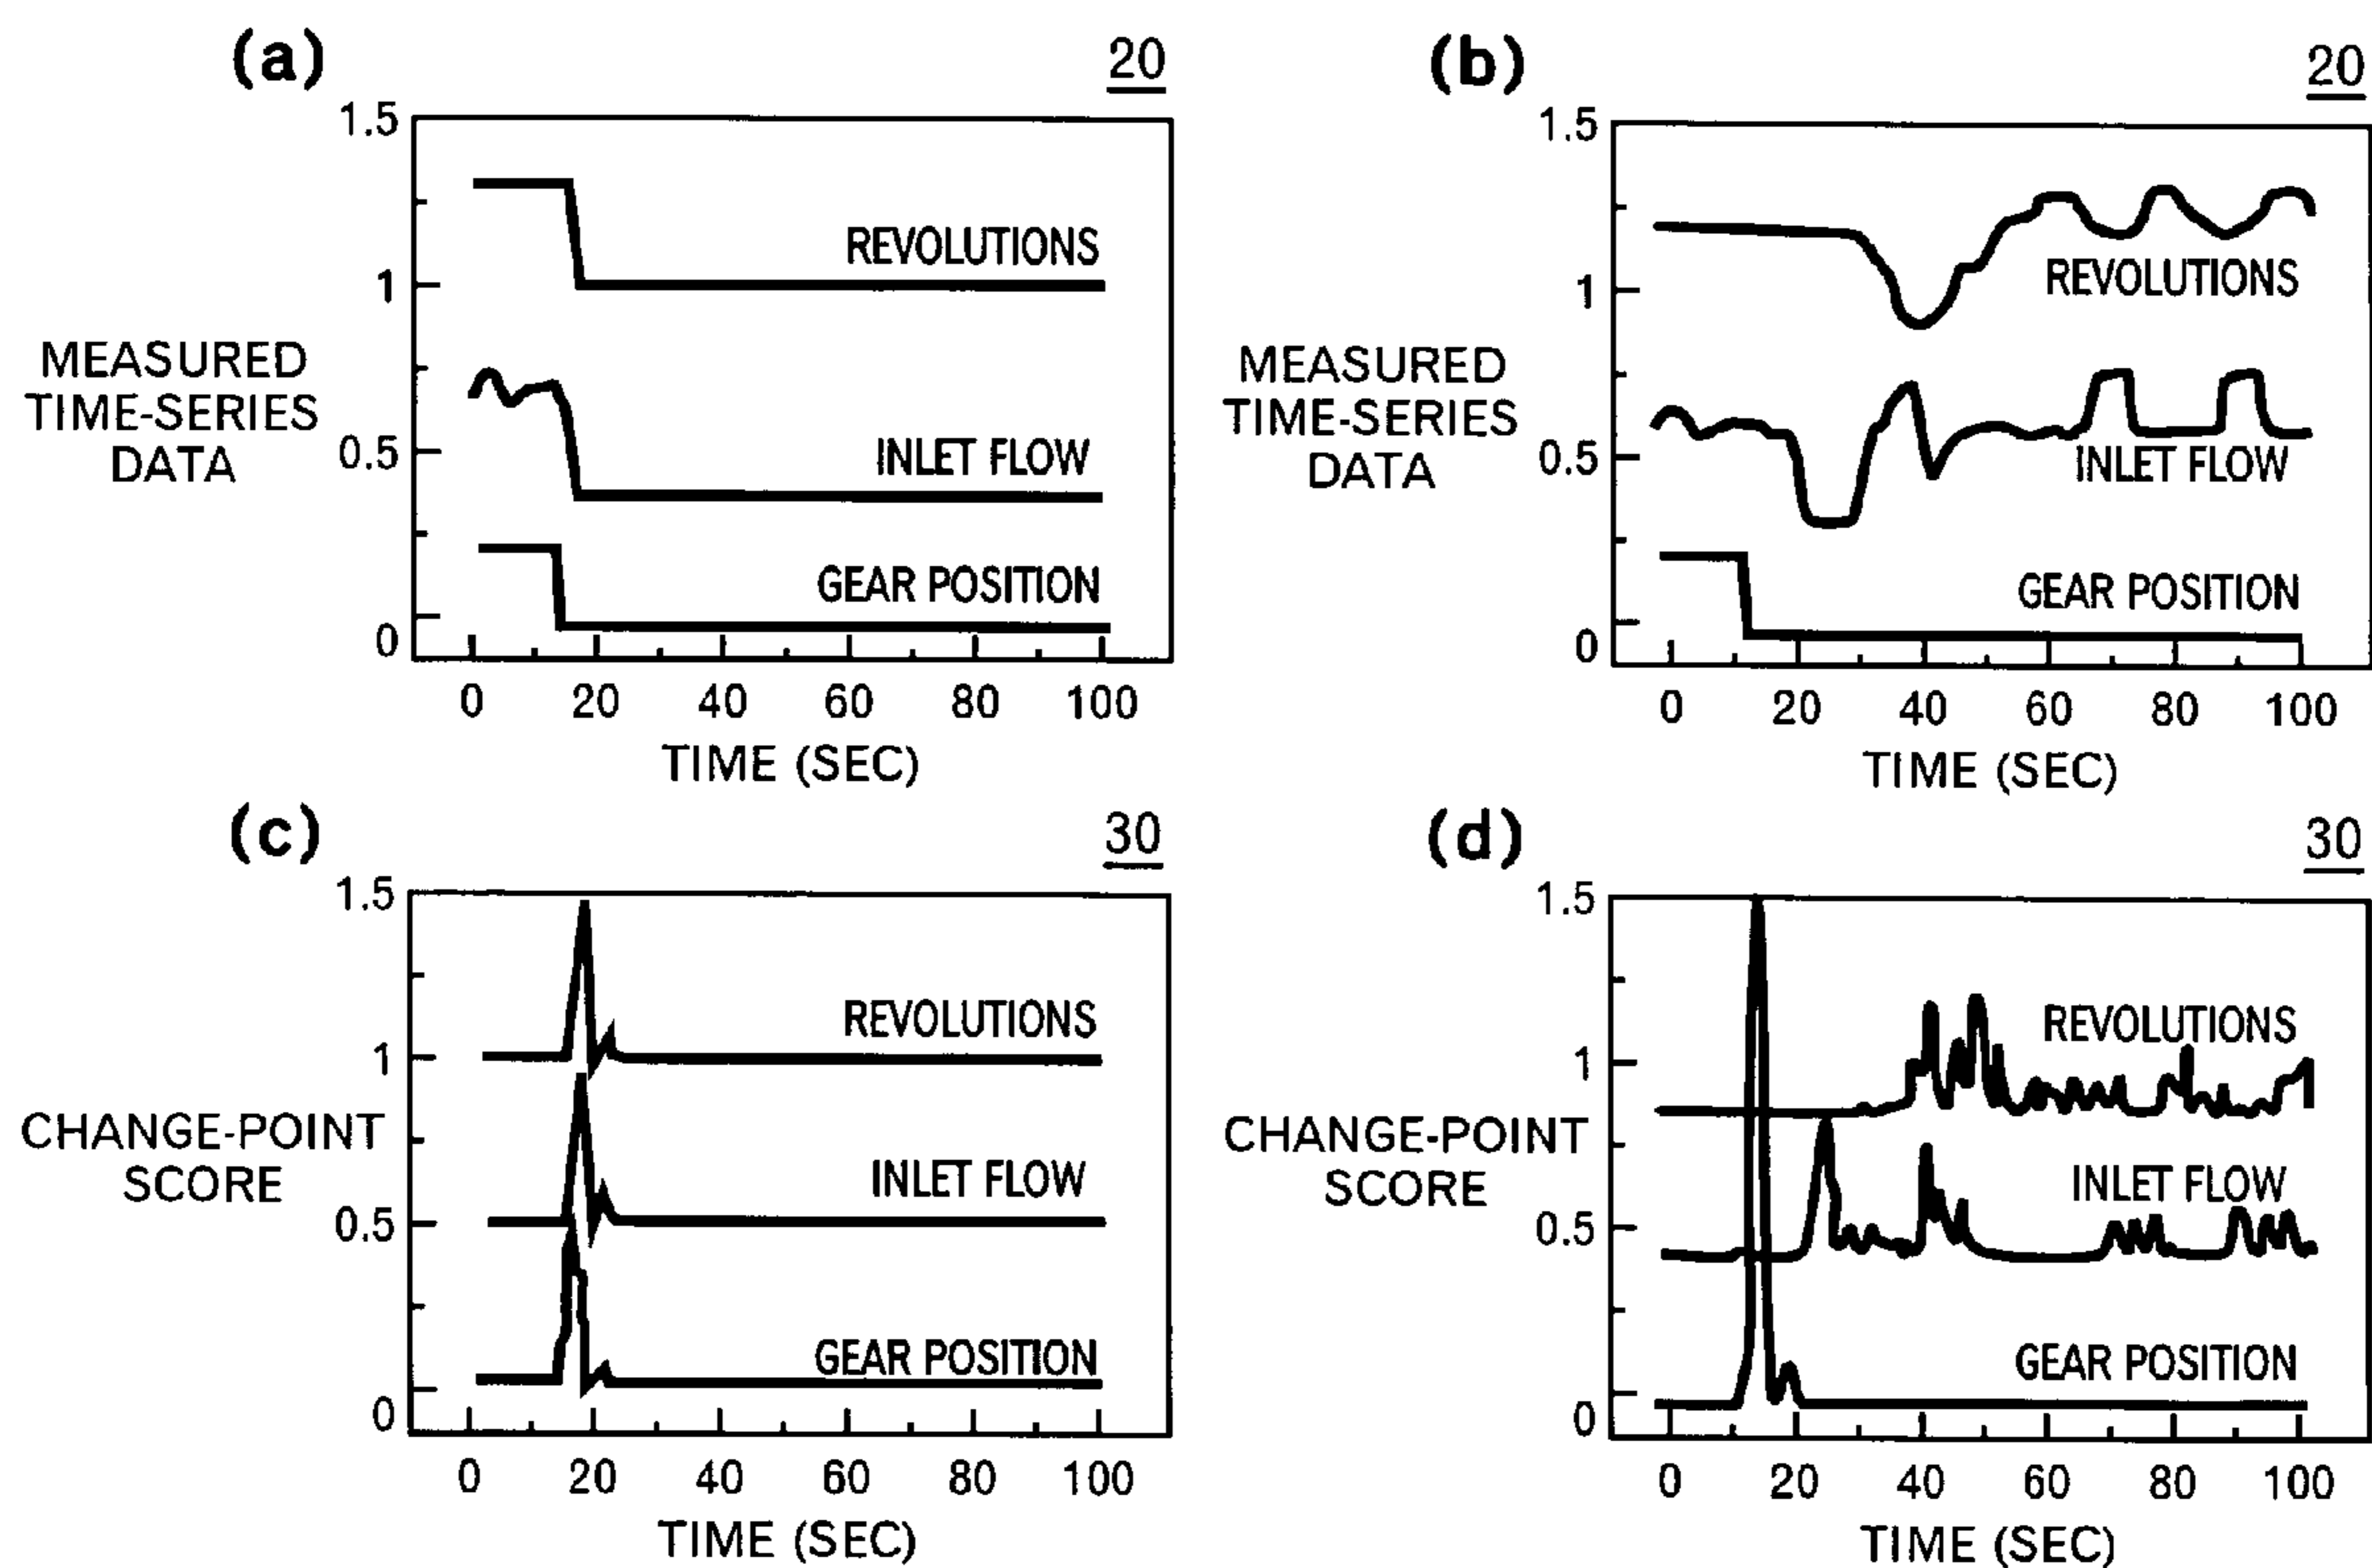 (a)
20
1.5
1
0.5
0
MEASURED
TIME-SERIES
DATA
REVOLUTIONS
INLET FLOW
GEAR POSITION
0 20 40 60 80 100
TIME (SEC)
(b)
20
1.5
1
0.5
0
MEASURED
TIME-SERIES
DATA
REVOLUTIONS
INLET FLOW
GEAR POSITION
0 20 40 60 80 100
TIME (SEC)
(c)
30
1.5
1
0.5
0
CHANGE-POINT
SCORE
REVOLUTIONS
INLET FLOW
GEAR POSITION
0 20 40 60 80 100
TIME (SEC)
(d)
30
1.5
1
0.5
0
CHANGE-POINT
SCORE
REVOLUTIONS
INLET FLOW
GEAR POSITION
0 20 40 60 80 100
TIME (SEC)